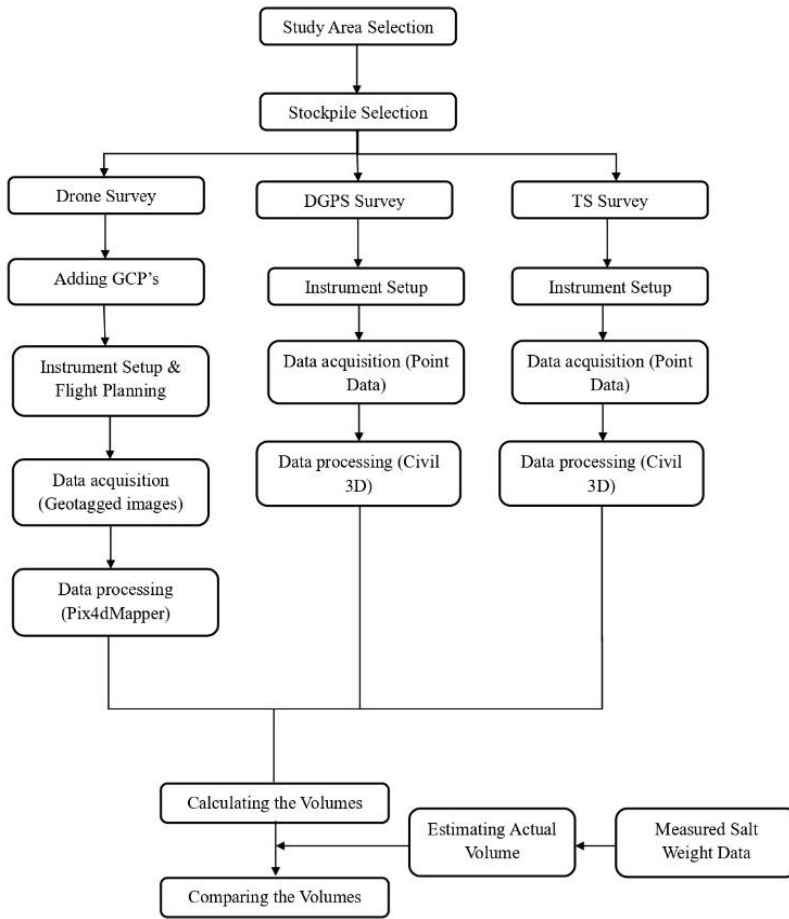 Study Area Selection
Stockpile Selection
Drone Survey
DGPS Survey
TS Survey
Adding GCP's
Instrument Setup
Instrument Setup
Instrument Setup &
Flight Planning
Data acquisition (Point
Data)
Data acquisition (Point
Data)
Data acquisition
(Geotagged images)
Data processing (Civil
3D)
Data processing (Civil
3D)
Data processing
(Pix4dMapper)
Calculating the Volumes
Estimating Actual
Volume
Measured Salt
Weight Data
Comparing the Volumes